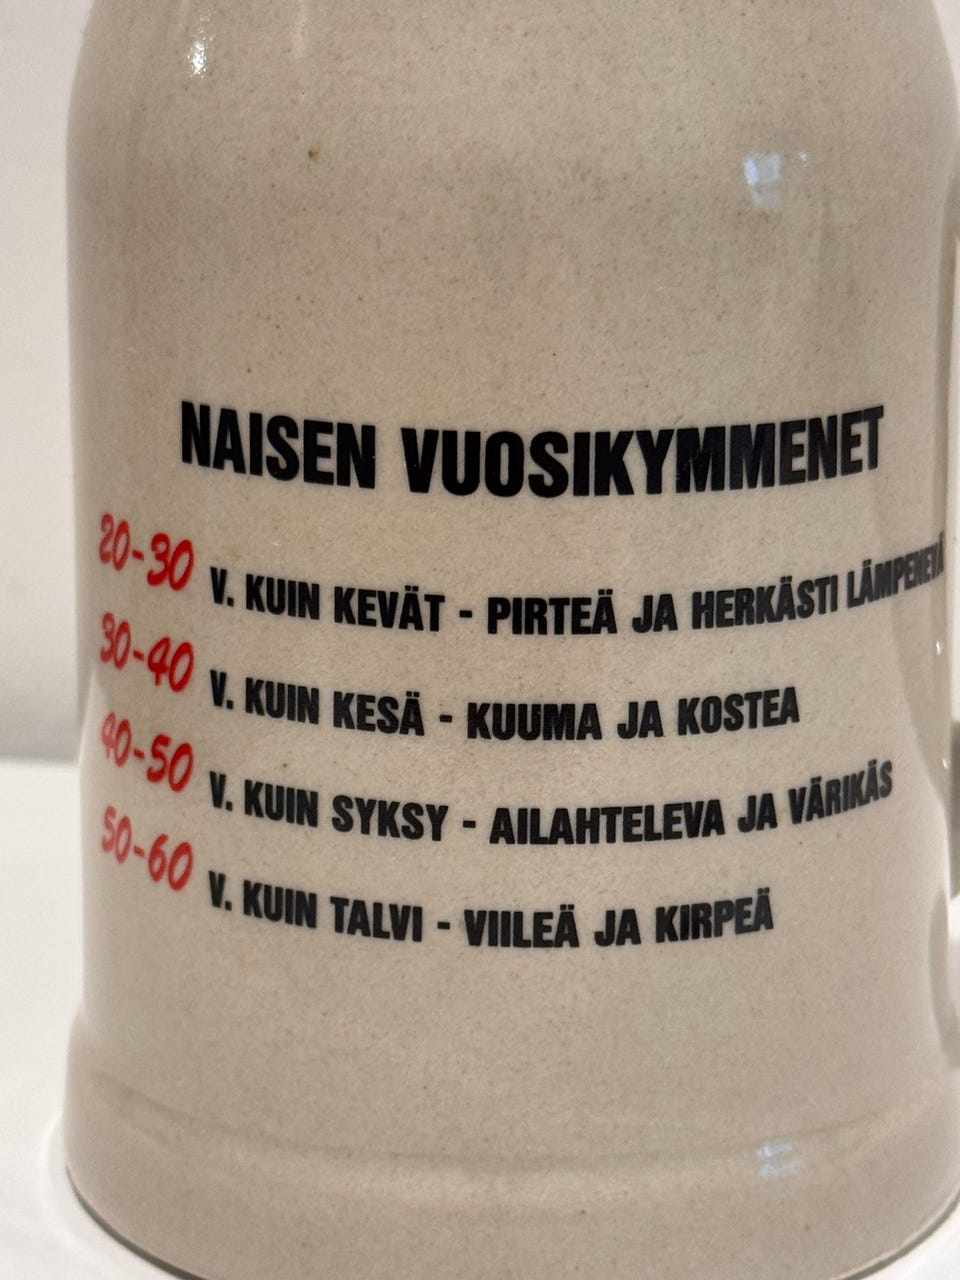 NAISEN VUOSIKYMMENET
20-30 V. KUIN KEVÄT - PIRTEÄ JA HERKÄSTI LÄMPENEVÄ
30-40 V. KUIN KESÄ - KUUMA JA KOSTEA
40-50 V. KUIN SYKSY - AILAHTELEVA JA VÄRIKÄS
50-60 V. KUIN TALVI - VIILEÄ JA KIRPEÄ